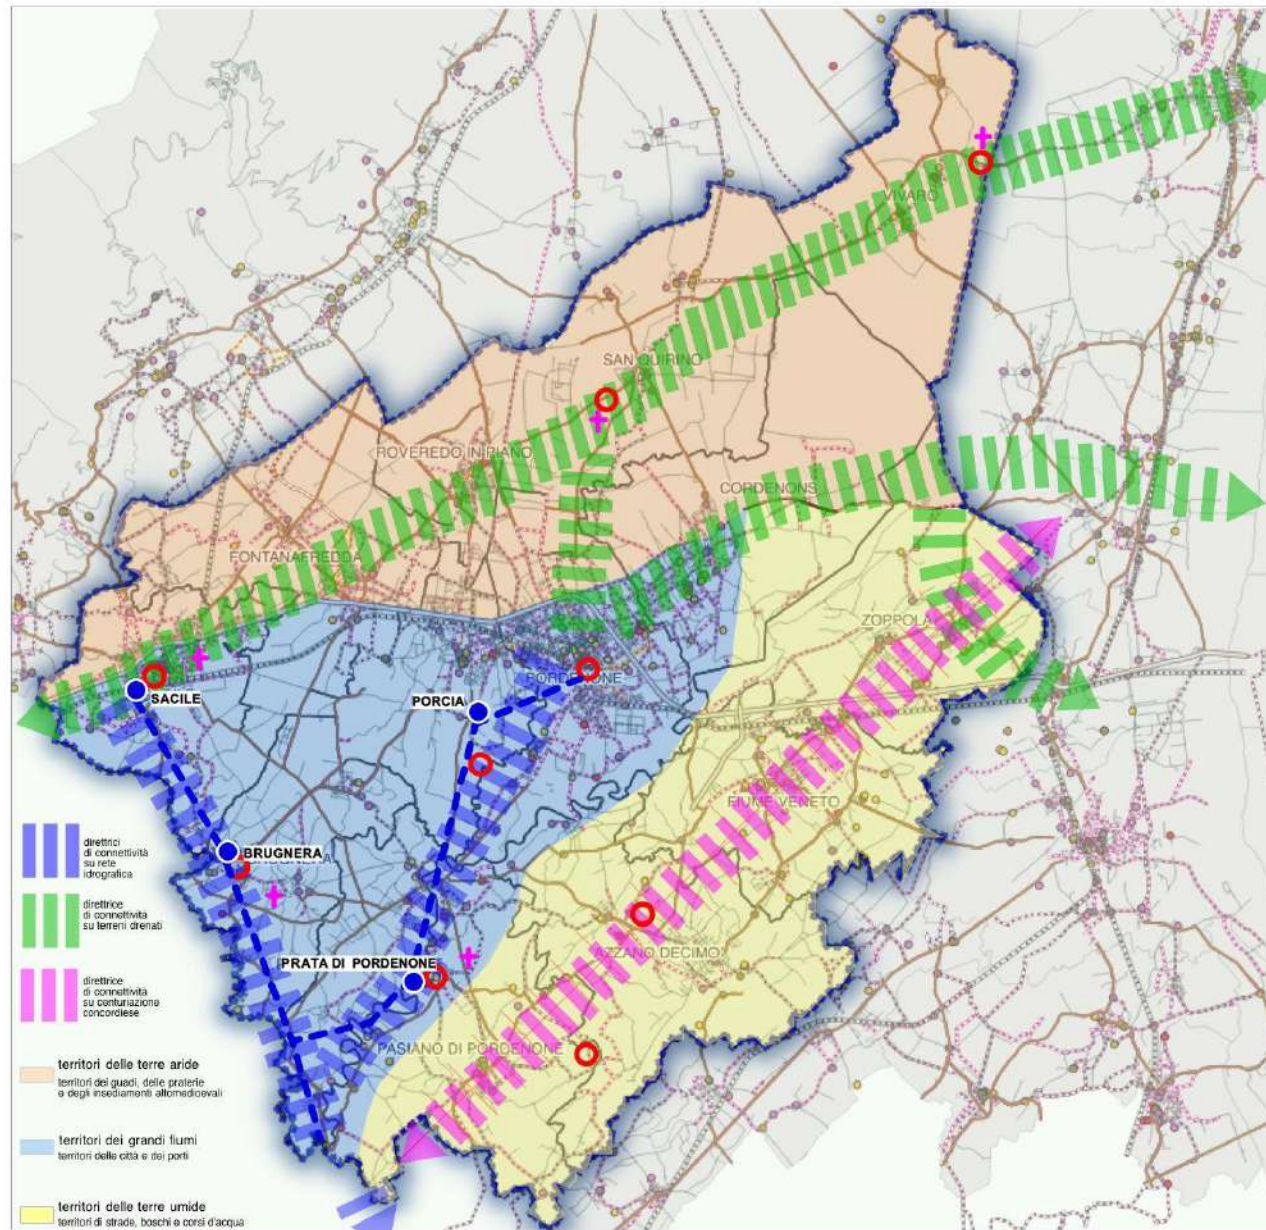 VIVARO
SAN QUIRINO
ROVEREDO IN PIANO
CORDENONS
FONTANAFREDDA
ZOPPOLA
PORDENONE
SACILE
PORCIA
FIUME VENETO
BRUGNERA
AZZANO DECIMO
PRATA DI PORDENONE
PASIANO DI PORDENONE
direttrici
di connettività
su rete
idrografica
direttrice
di connettività
su terreni drenati
direttrice
di connettività
su centuriazione
concordiese
territori delle terre aride
territori dei guadi, delle praterie
e degli insediamenti altomedioevali
territori dei grandi fiumi
territori delle città e dei porti
territori delle terre umide
territori di strade, boschi e corsi d'acqua